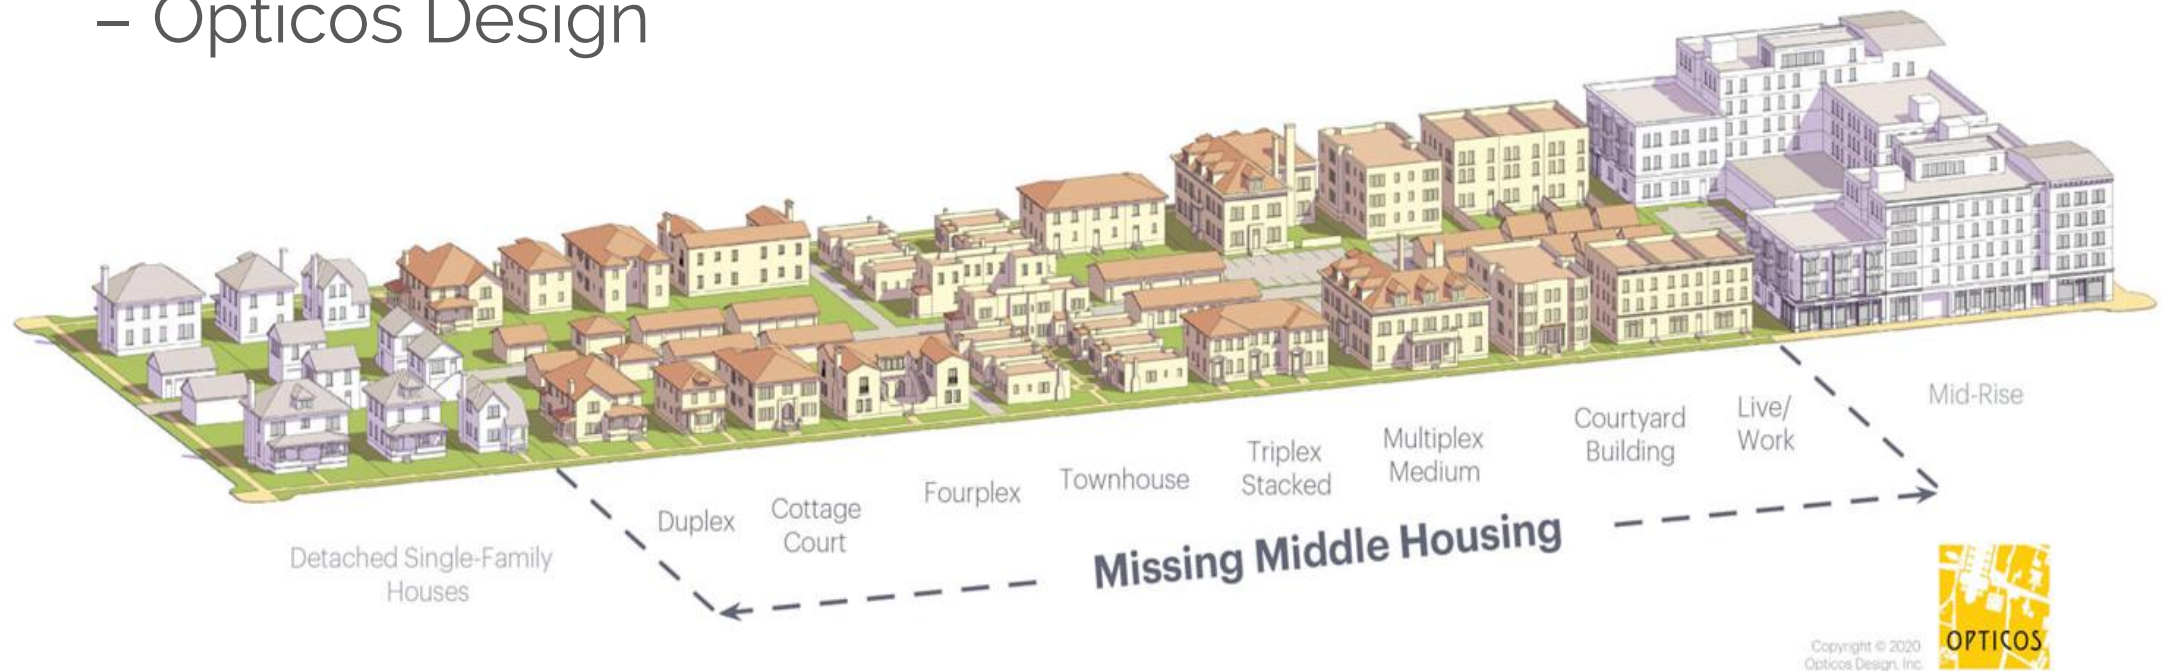 – Opticos Design
Detached Single-Family
Houses
Duplex
Cottage
Court
Fourplex
Townhouse
Triplex
Stacked
Multiplex
Medium
Courtyard
Building
Live/
Work
Mid-Rise
Missing Middle Housing
Copyright © 2020
Opticos Design, Inc.
OPTICOS